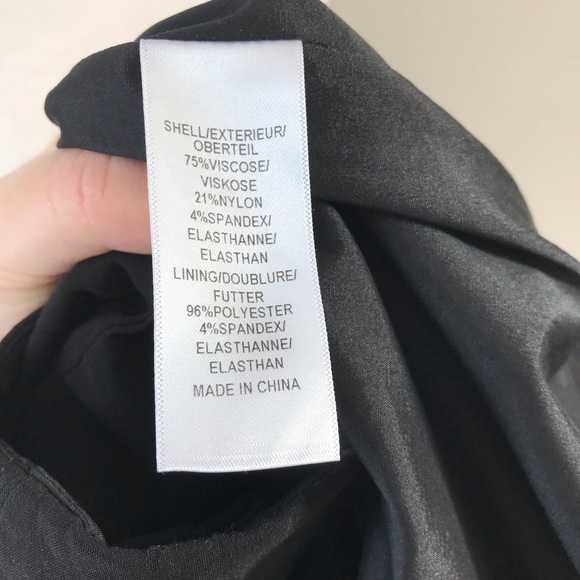 SHELL/EXTERIEUR/
OBERTEIL
75%VISCOSE/
VISKOSE
21%NYLON
4%SPANDEX/
ELASTHANNE/
ELASTHAN
LINING/DOUBLURE/
FUTTER
96%POLYESTER
4%SPANDEX/
ELASTHANNE/
ELASTHAN
MADE IN CHINA